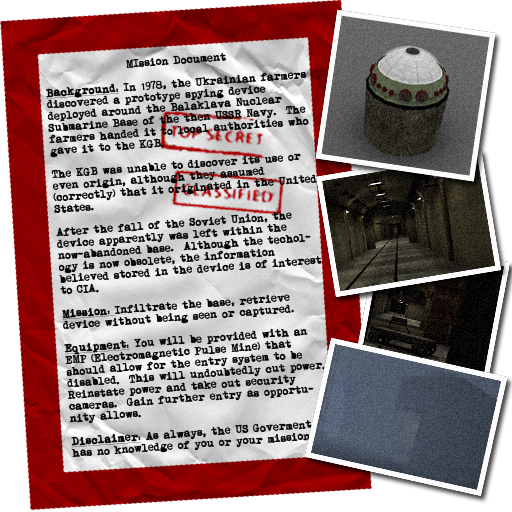 MIssion Document
Background. In 1978, the Ukrainian farmers
discovered a prototype spying device
deployed around the Balaklava Nuclear
Submarine Base of the then USSR Navy. The
farmers handed it to local authorities who
gave it to the KGB.
TOP SECRET
The KGB was unable to discover its use or
even origin, although they assumed
(correctly) that it originated in the United
States.
CLASSIFIED
After the fall of the Soviet Union, the
device apparently was left within the
now-abandoned base. Although the techol-
ogy is now obsolete, the information
believed stored in the device is of interest
to CIA.
Mission. Infiltrate the base, retrieve
device without being seen or captured.
Equipment. You will be provided with an
EMP (Electromagnetic Pulse Mine) that
should allow for the entry system to be
disabled. This will undoubtedly cut power.
Reinstate power and take out security
cameras. Gain further entry as opportu-
nity allows.
Disclaimer. As always, the US Goverment
has no knowledge of you or your mission